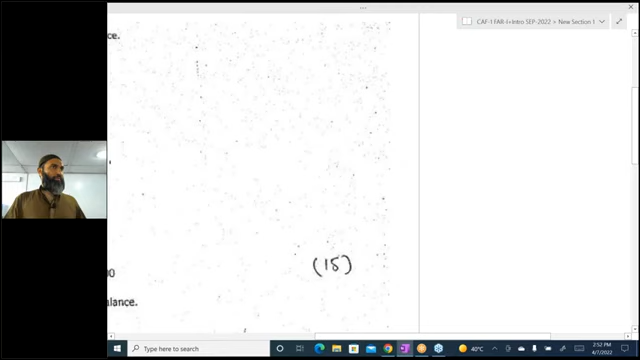 CAF-1 FAR-I+Intro SEP-2022 > New Section 1
ce.
00
(15)
alance.
Type here to search
40°C
2:52 PM
4/7/2022